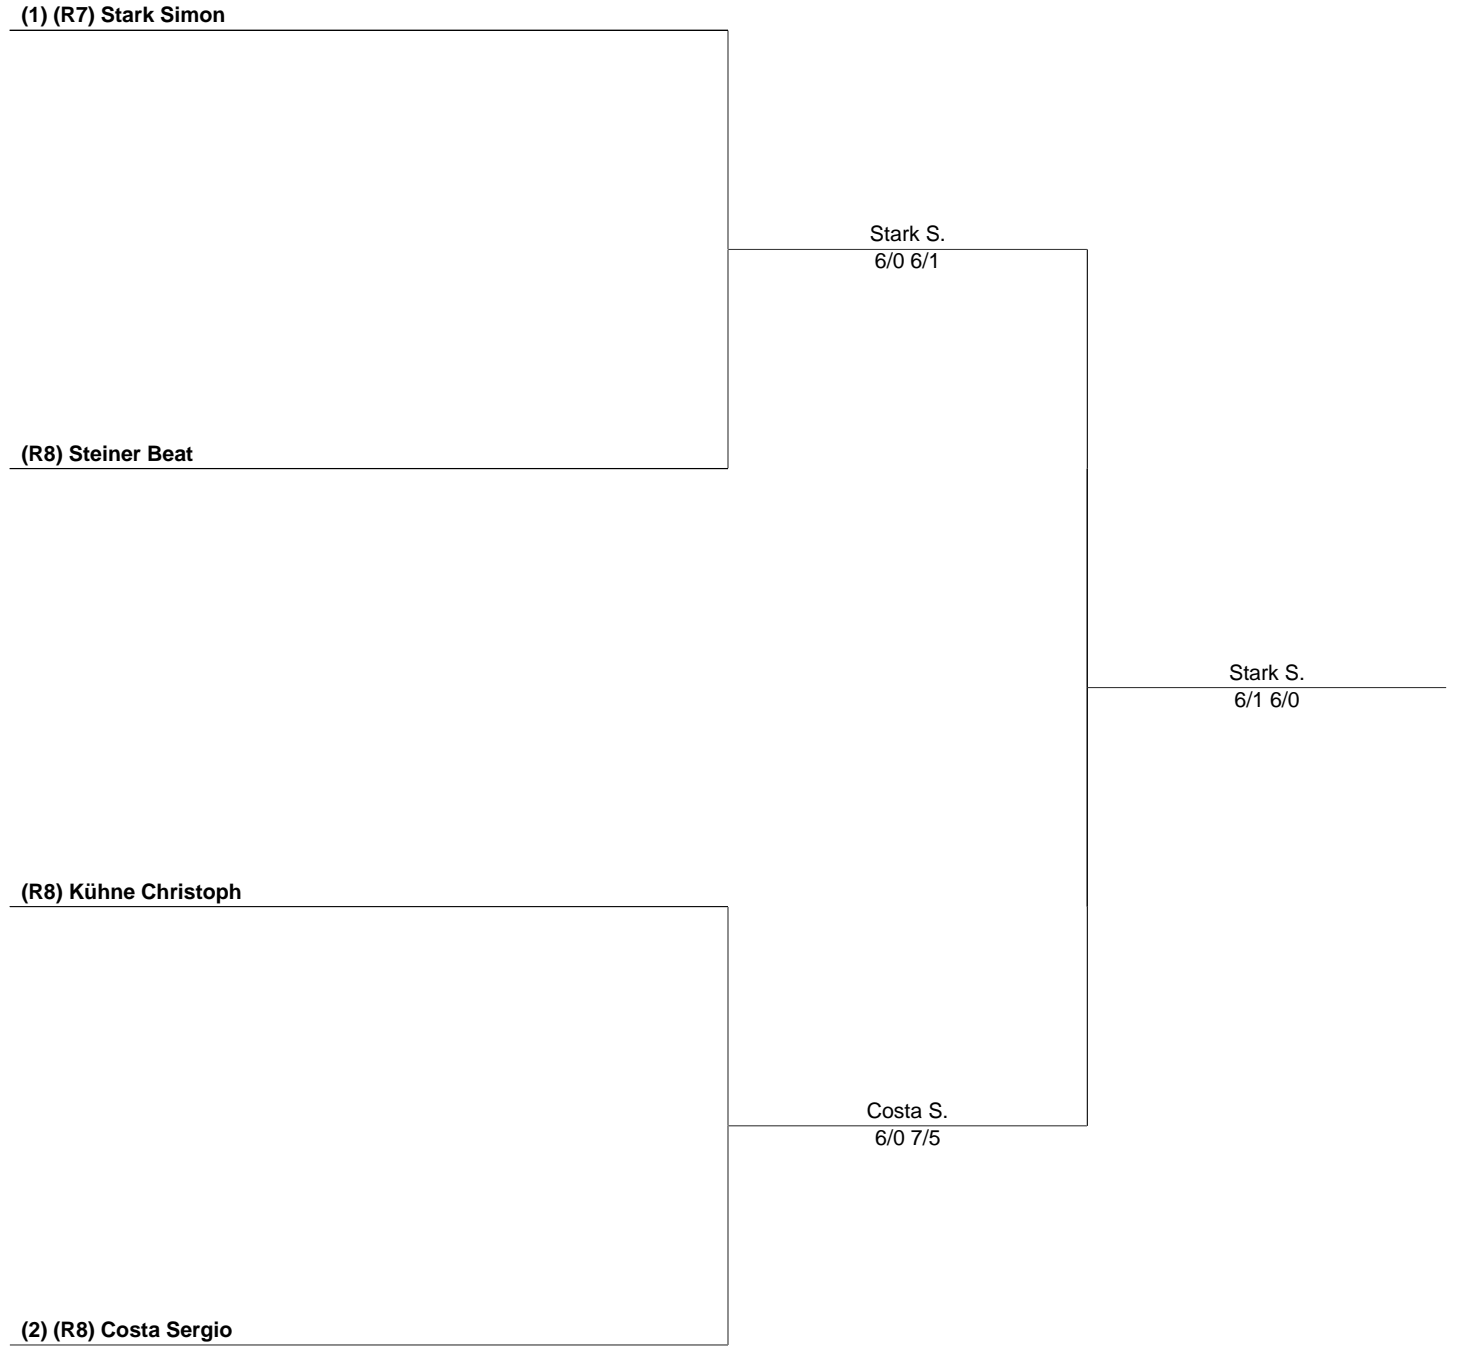 (1) (R7) Stark Simon
Stark S.
6/0 6/1
(R8) Steiner Beat
Stark S.
6/1 6/0
(R8) Kühne Christoph
Costa S.
6/0 7/5
(2) (R8) Costa Sergio